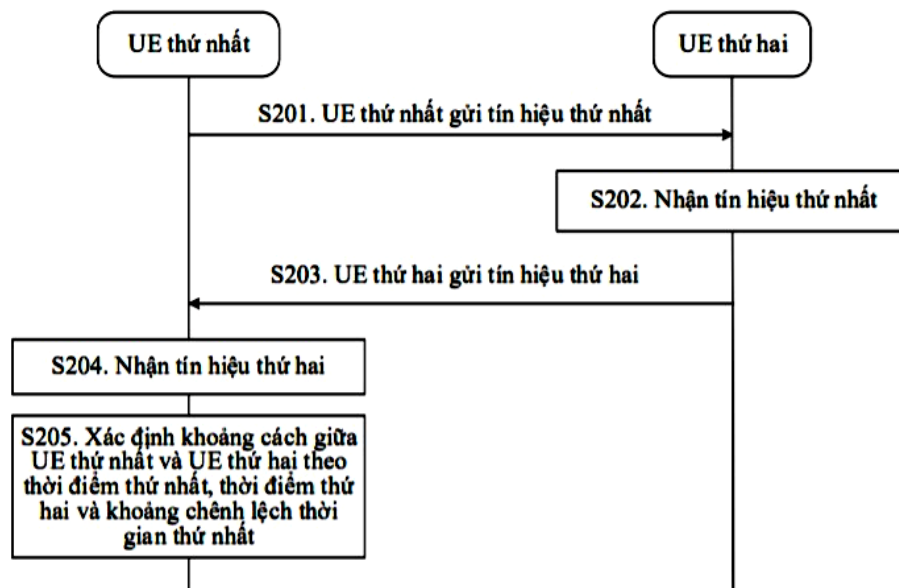 UE thứ nhất
UE thứ hai
S201. UE thứ nhất gửi tín hiệu thứ nhất
S202. Nhận tín hiệu thứ nhất
S203. UE thứ hai gửi tín hiệu thứ hai
S204. Nhận tín hiệu thứ hai
S205. Xác định khoảng cách giữa
UE thứ nhất và UE thứ hai theo
thời điểm thứ nhất, thời điểm thứ
hai và khoảng chênh lệch thời
gian thứ nhất